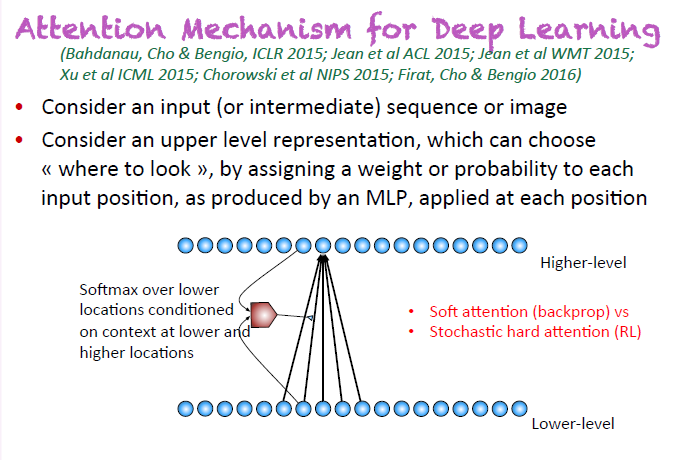 Attention Mechanism for Deep Learning
(Bahdanau, Cho & Bengio, ICLR 2015; Jean et al ACL 2015; Jean et al WMT 2015;
Xu et al ICML 2015; Chorowski et al NIPS 2015; Firat, Cho & Bengio 2016)
• Consider an input (or intermediate) sequence or image
• Consider an upper level representation, which can choose
« where to look », by assigning a weight or probability to each
input position, as produced by an MLP, applied at each position
Higher-level
Softmax over lower
locations conditioned
on context at lower and
higher locations
• Soft attention (backprop) vs
• Stochastic hard attention (RL)
Lower-level